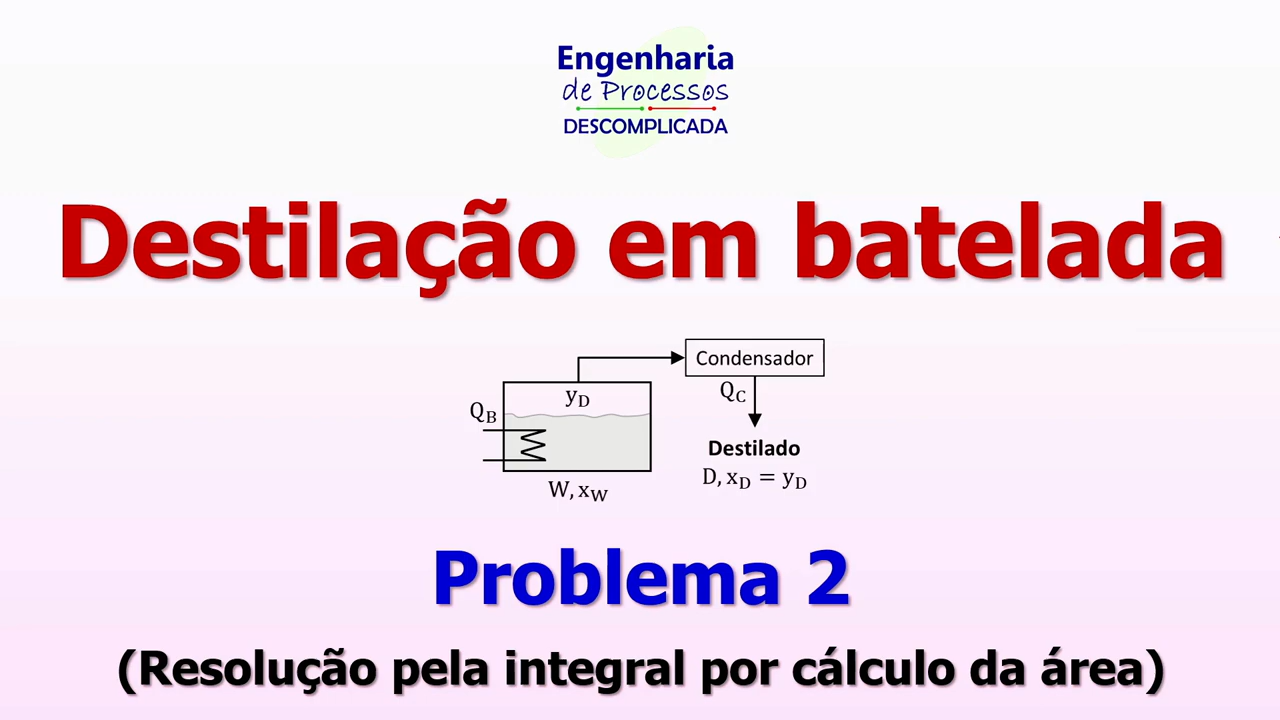 Engenharia
de Processos
DESCOMPLICADA
Destilação em batelada
Condensador
y_D
Q_C
Q_B
Destilado
D, x_D = y_D
W, x_W
Problema 2
(Resolução pela integral por cálculo da área)